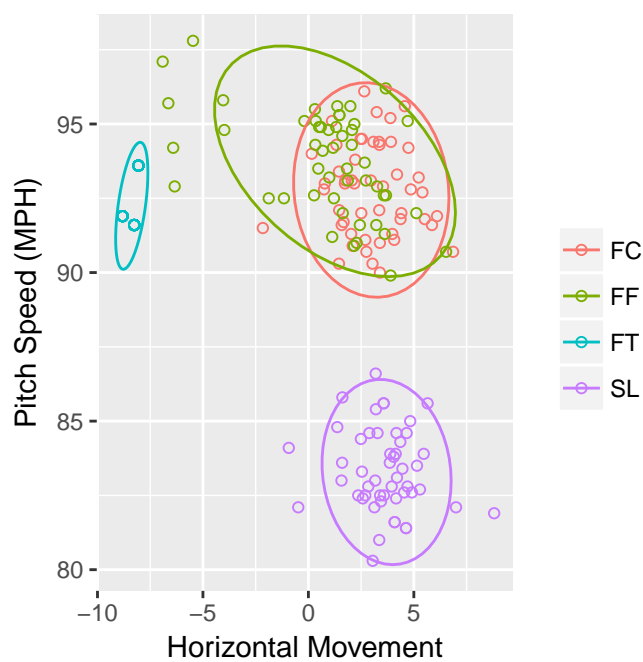 95
90
85
80
−10
−5
0
5
Pitch Speed (MPH)
Horizontal Movement
FC
FF
FT
SL